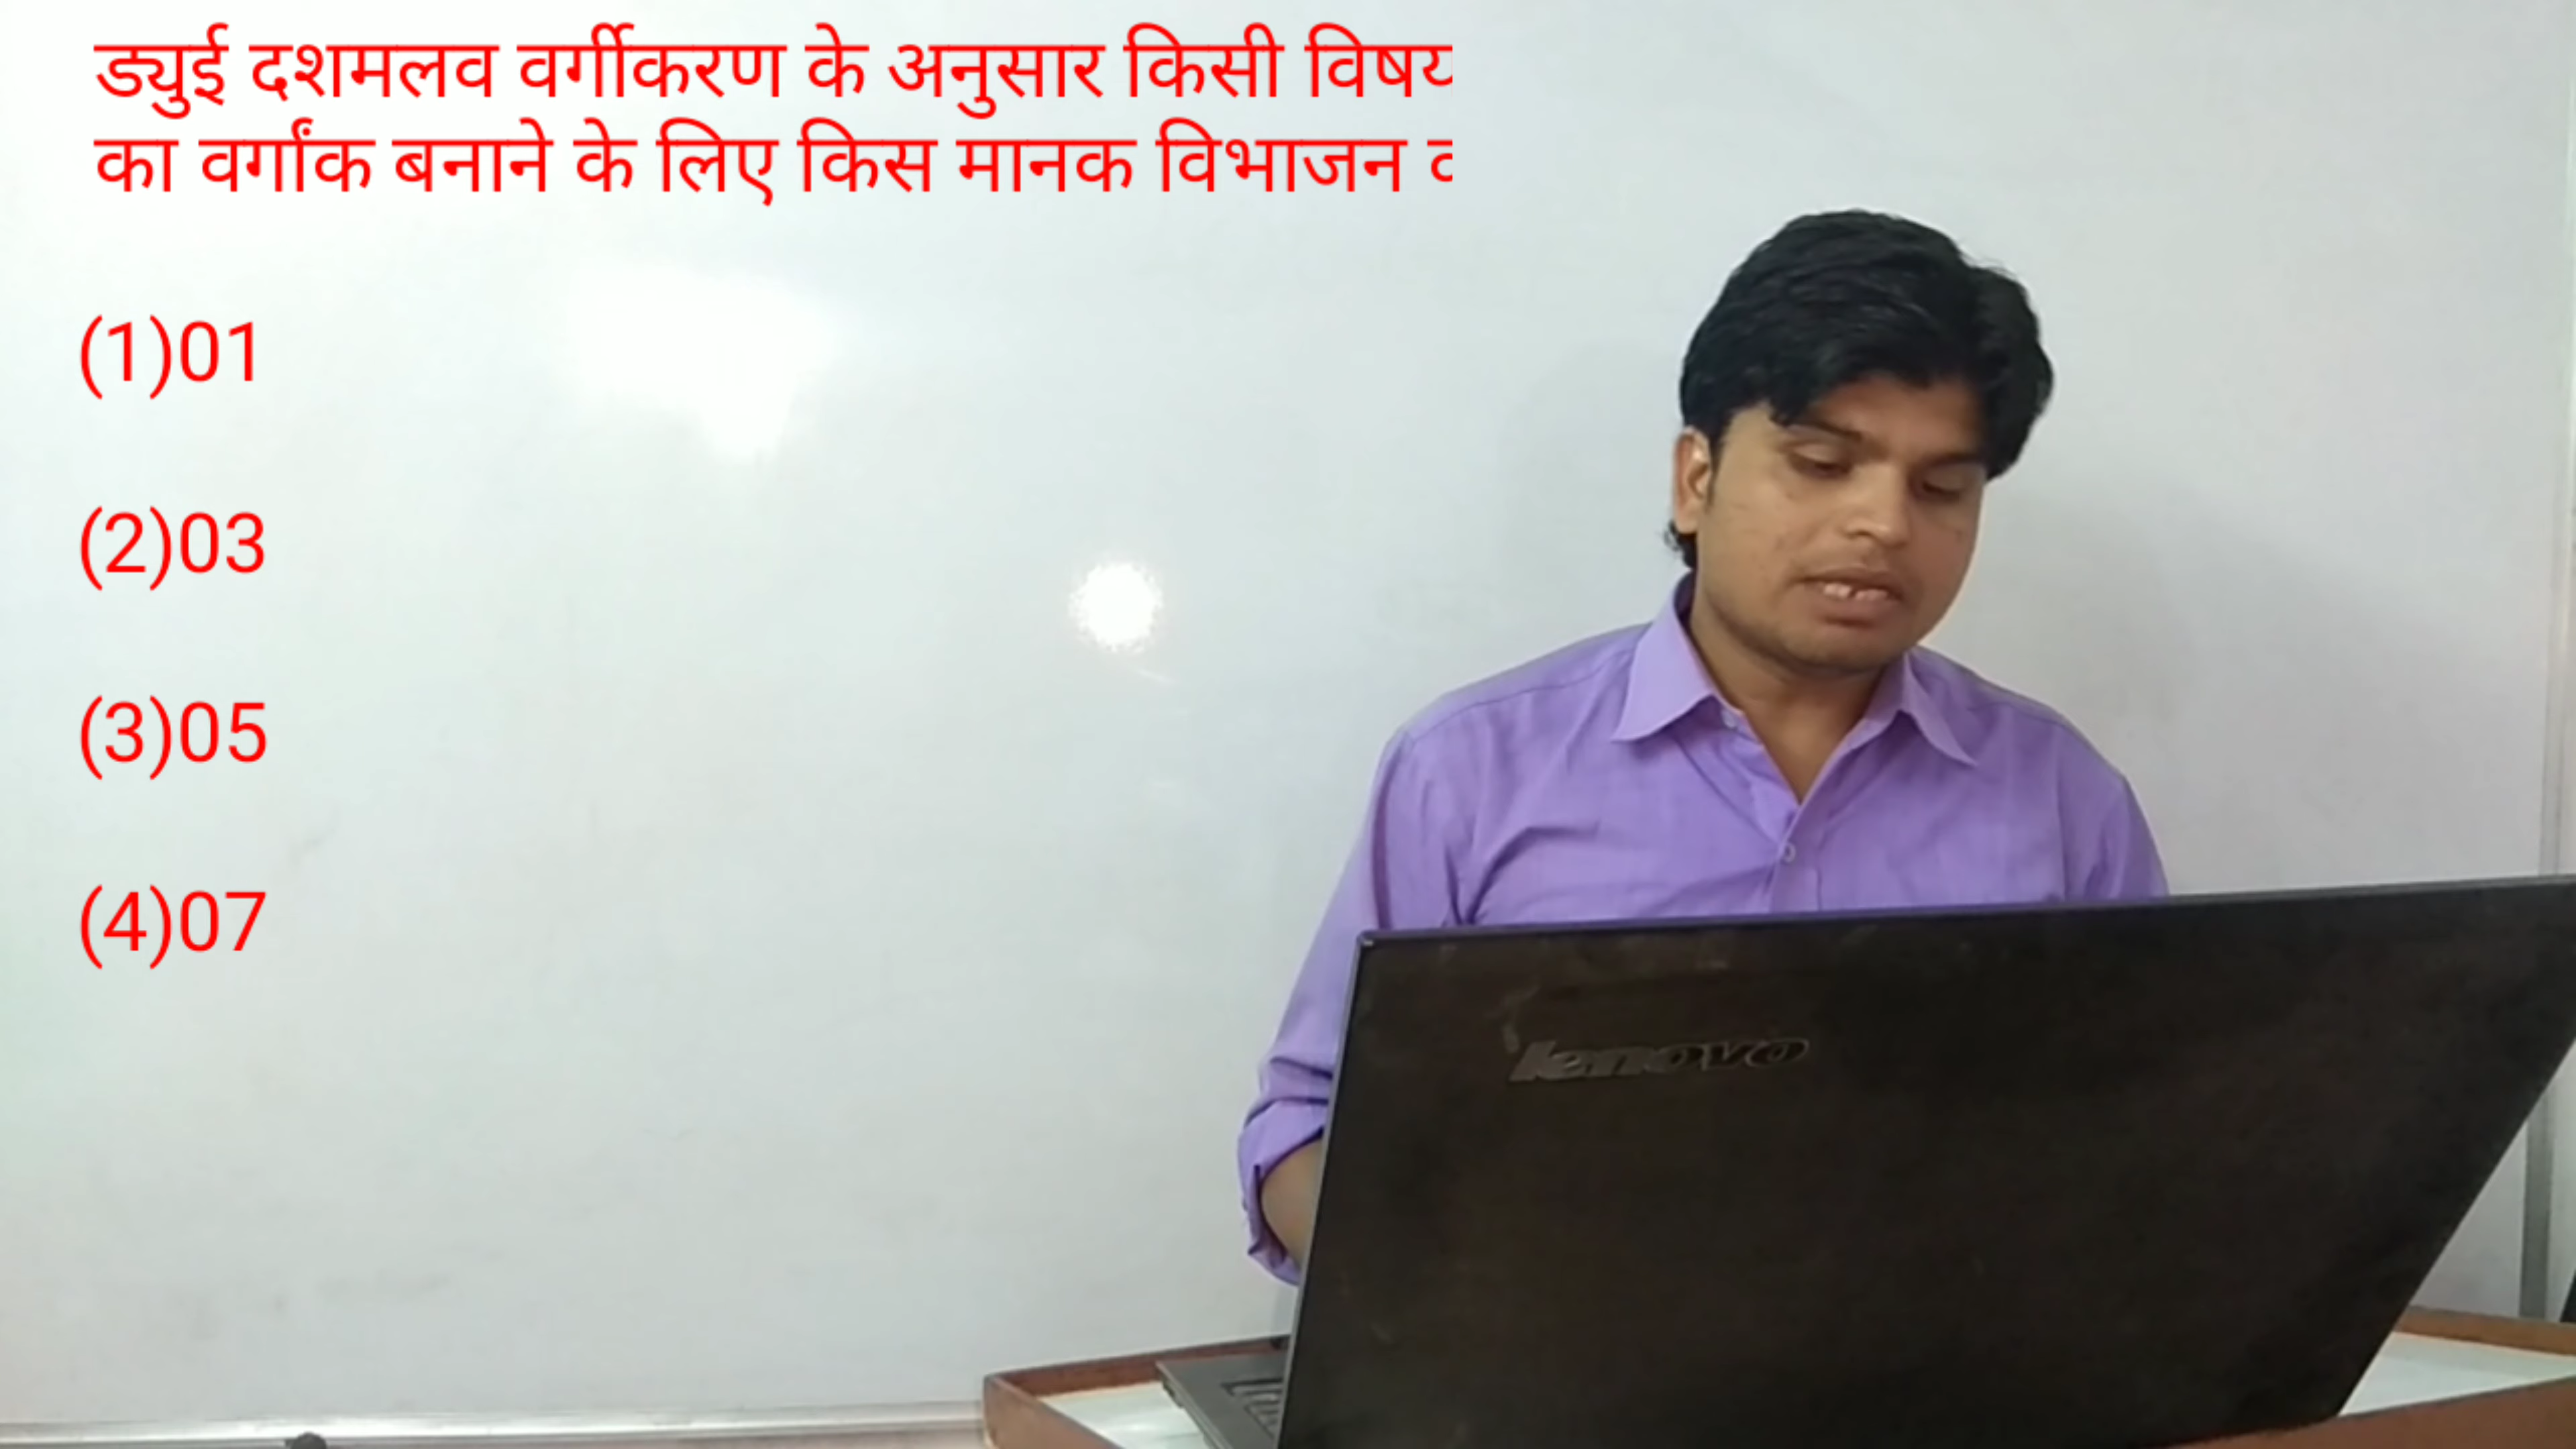 ड्युई दशमलव वर्गीकरण के अनुसार किसी विषय
का वर्गांक बनाने के लिए किस मानक विभाजन
(1)01
(2)03
(3)05
(4)07
lenovo